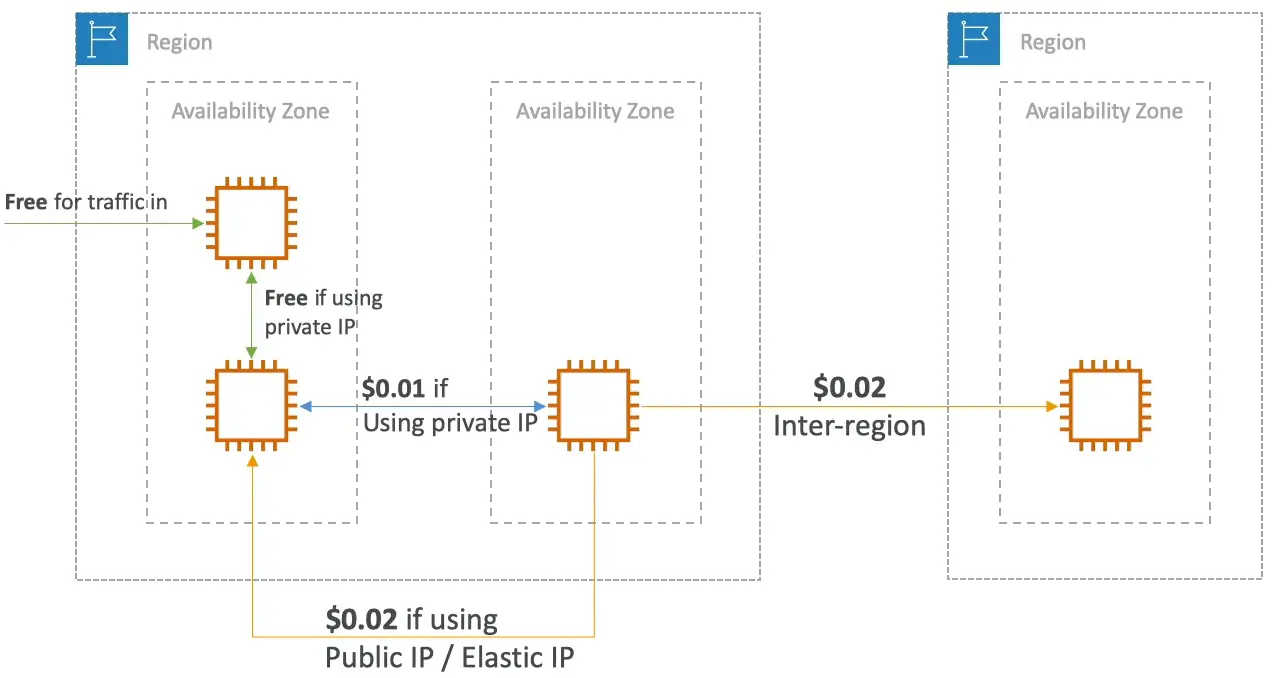 Region
Region
Availability Zone
Availability Zone
Availability Zone
Free for traffic in
Free if using
private IP
$0.01 if
Using private IP
$0.02
Inter-region
$0.02 if using
Public IP / Elastic IP